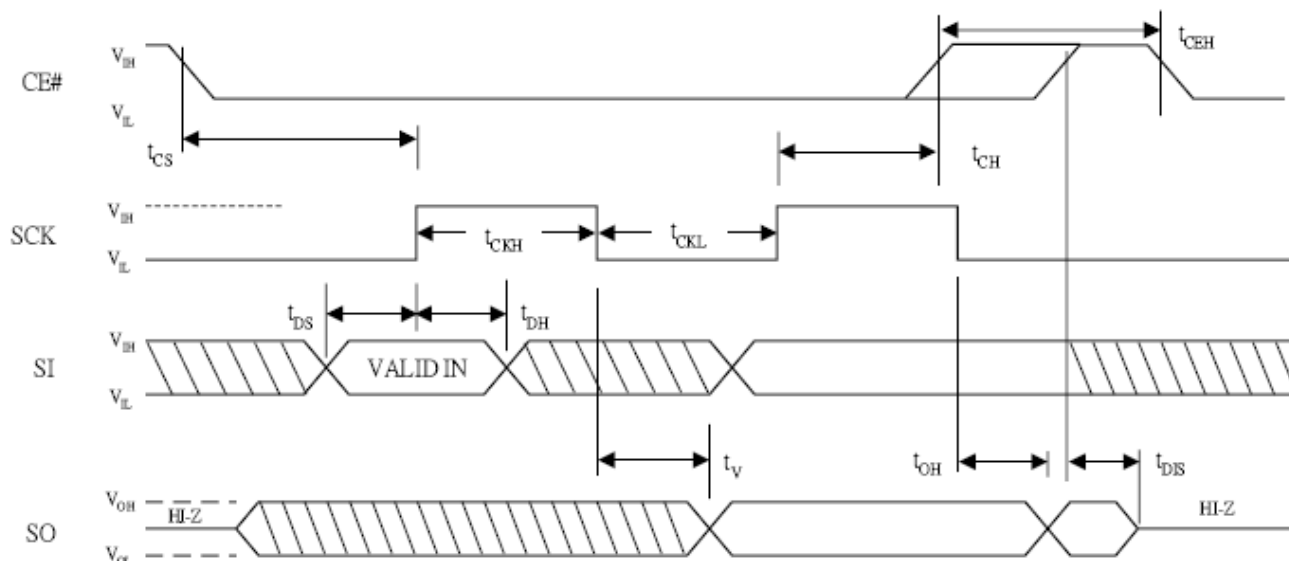 t_CEH
V_IH
CE#
V_IL
t_CS
t_CH
V_IH
SCK
t_CKH
t_CKL
V_IL
t_DS
t_DH
V_IH
SI
VALID IN
V_IL
t_V
t_OH
t_DIS
V_OH
HI-Z
HI-Z
SO
V_OL